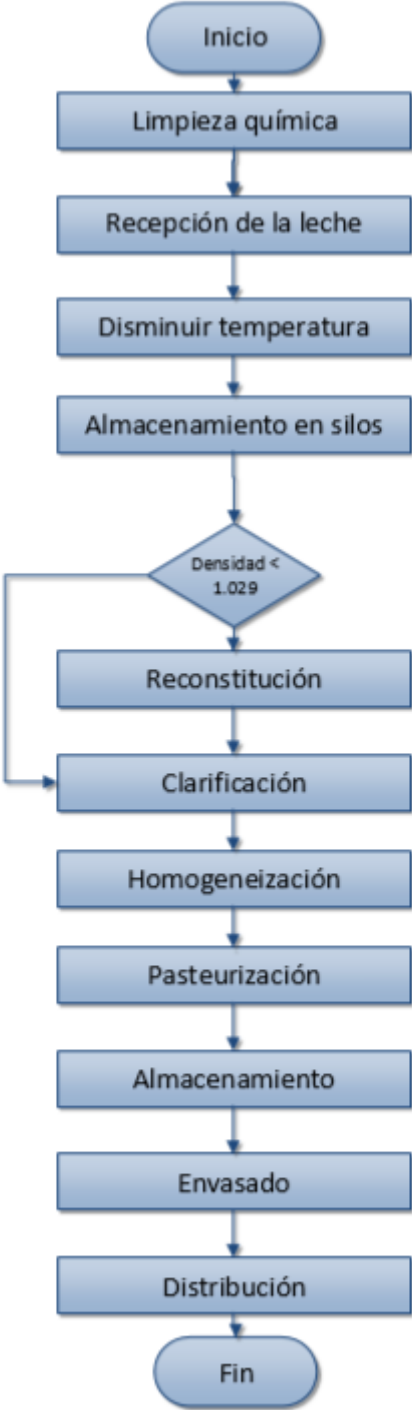 Inicio
Limpieza química
Recepción de la leche
Disminuir temperatura
Almacenamiento en silos
Densidad <
1.029
Reconstitución
Clarificación
Homogeneización
Pasteurización
Almacenamiento
Envasado
Distribución
Fin